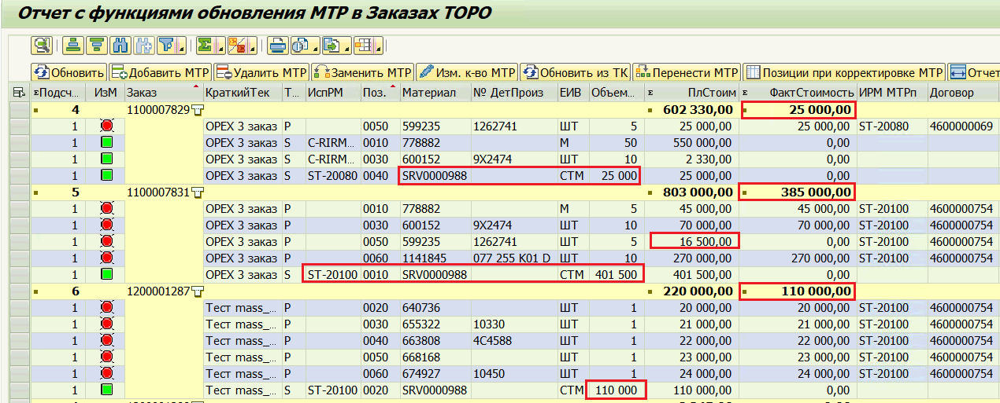 Отчет с функциями обновления МТР в Заказах ТОРО
Обновить Добавить МТР Удалить МТР Заменить МТР Изм. к-во МТР Обновить из ТК Перенести МТР Позиции при корректировке МТР Отчет
Подсч... ИзМ Заказ КраткийТек Т... ИспРМ Поз. Материал № ДетПроиз ЕИВ Объем... ПлСтоим ФактСтоимость ИРМ МТРп Договор
4 1100007829 602 330,00 25 000,00
1 OPEX 3 заказ P 0050 599235 1262741 ШТ 5 25 000,00 25 000,00 ST-20080 4600000069
1 OPEX 3 заказ S C-RIRM... 0010 778882 М 50 550 000,00 0,00
1 OPEX 3 заказ S C-RIRM... 0030 600152 9X2474 ШТ 10 2 330,00 0,00
1 OPEX 3 заказ S ST-20080 0040 SRV0000988 СТМ 25 000 25 000,00 0,00
5 1100007831 803 000,00 385 000,00
1 OPEX 3 заказ P 0010 778882 М 5 45 000,00 45 000,00 ST-20100 4600000754
1 OPEX 3 заказ P 0030 600152 9X2474 ШТ 10 70 000,00 70 000,00 ST-20100 4600000754
1 OPEX 3 заказ P 0050 599235 1262741 ШТ 5 16 500,00 0,00 ST-20100 4600000754
1 OPEX 3 заказ P 0060 1141845 077 255 K01 D ШТ 10 270 000,00 270 000,00 ST-20100 4600000754
1 OPEX 3 заказ S ST-20100 0010 SRV0000988 СТМ 401 500 401 500,00 0,00
6 1200001287 220 000,00 110 000,00
1 Тест mass_... P 0020 640736 ШТ 1 20 000,00 20 000,00 ST-20100 4600000754
1 Тест mass_... P 0030 655322 10330 ШТ 1 21 000,00 21 000,00 ST-20100 4600000754
1 Тест mass_... P 0040 663808 4C4588 ШТ 1 22 000,00 22 000,00 ST-20100 4600000754
1 Тест mass_... P 0050 668168 ШТ 1 23 000,00 23 000,00 ST-20100 4600000754
1 Тест mass_... P 0060 674927 10450 ШТ 1 24 000,00 24 000,00 ST-20100 4600000754
1 Тест mass_... S ST-20100 0020 SRV0000988 СТМ 110 000 110 000,00 0,00